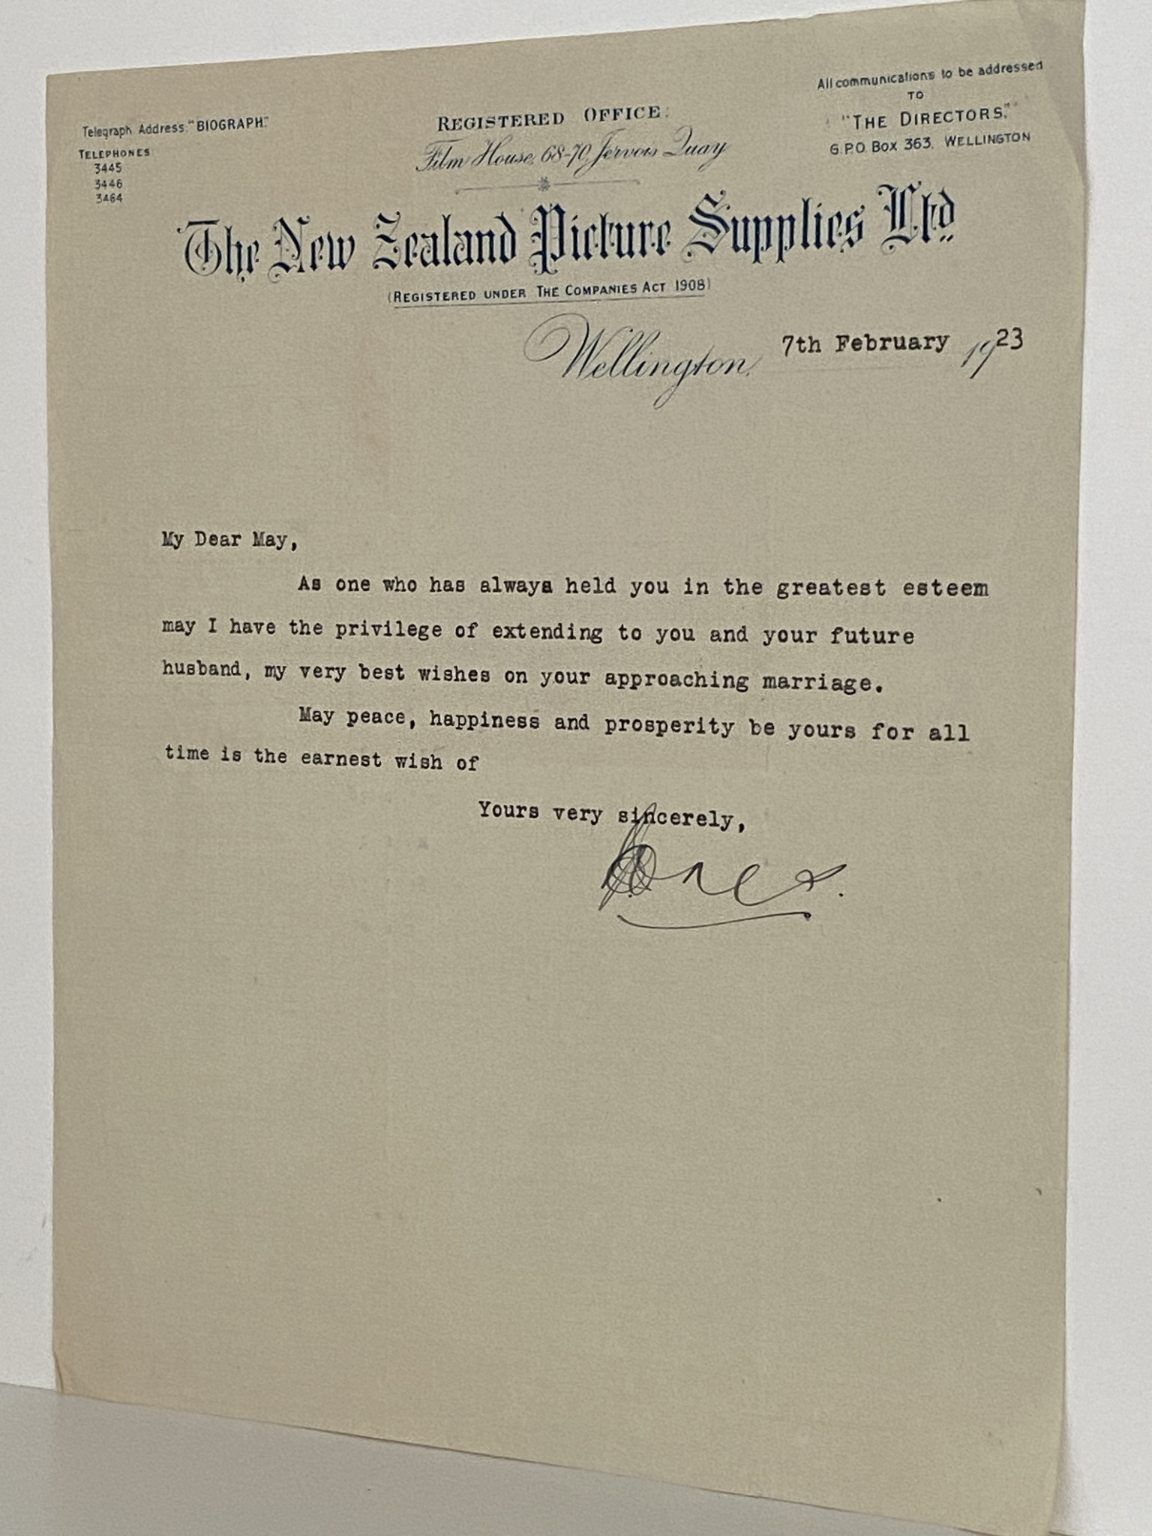 Telegraph Address: "BIOGRAPH."
TELEPHONES
3445
3446
3464
REGISTERED OFFICE:
Film House, 68-70, Jervois Quay
All communications to be addressed
TO
"THE DIRECTORS,"
G.P.O. Box 363, WELLINGTON
The New Zealand Picture Supplies Ltd.
(REGISTERED UNDER THE COMPANIES ACT 1908)
Wellington, 7th February 1923
My Dear May,
As one who has always held you in the greatest esteem
may I have the privilege of extending to you and your future
husband, my very best wishes on your approaching marriage.
May peace, happiness and prosperity be yours for all
time is the earnest wish of
Yours very sincerely,